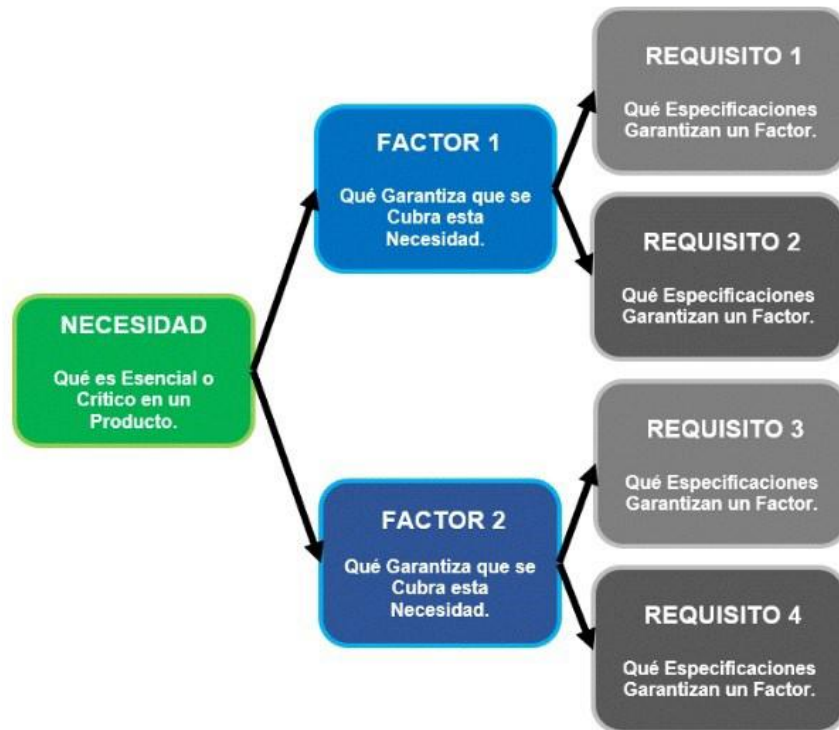 NECESIDAD
Qué es Esencial o
Crítico en un
Producto.
FACTOR 1
Qué Garantiza que se
Cubra esta
Necesidad.
REQUISITO 1
Qué Especificaciones
Garantizan un Factor.
REQUISITO 2
Qué Especificaciones
Garantizan un Factor.
FACTOR 2
Qué Garantiza que se
Cubra esta
Necesidad.
REQUISITO 3
Qué Especificaciones
Garantizan un Factor.
REQUISITO 4
Qué Especificaciones
Garantizan un Factor.